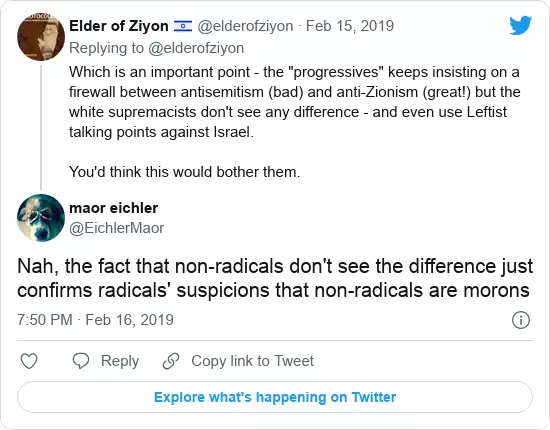 Elder of Ziyon 🇮🇱 @elderofziyon · Feb 15, 2019
Replying to @elderofziyon
Which is an important point - the "progressives" keeps insisting on a
firewall between antisemitism (bad) and anti-Zionism (great!) but the
white supremacists don't see any difference - and even use Leftist
talking points against Israel.
You'd think this would bother them.
maor eichler
@EichlerMaor
Nah, the fact that non-radicals don't see the difference just
confirms radicals' suspicions that non-radicals are morons
7:50 PM · Feb 16, 2019
Reply
Copy link to Tweet
Explore what's happening on Twitter